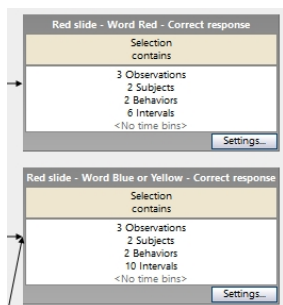 Red slide - Word Red - Correct response
Selection
contains
3 Observations
2 Subjects
2 Behaviors
6 Intervals
<No time bins>
Settings...
Red slide - Word Blue or Yellow - Correct response
Selection
contains
3 Observations
2 Subjects
2 Behaviors
10 Intervals
<No time bins>
Settings...